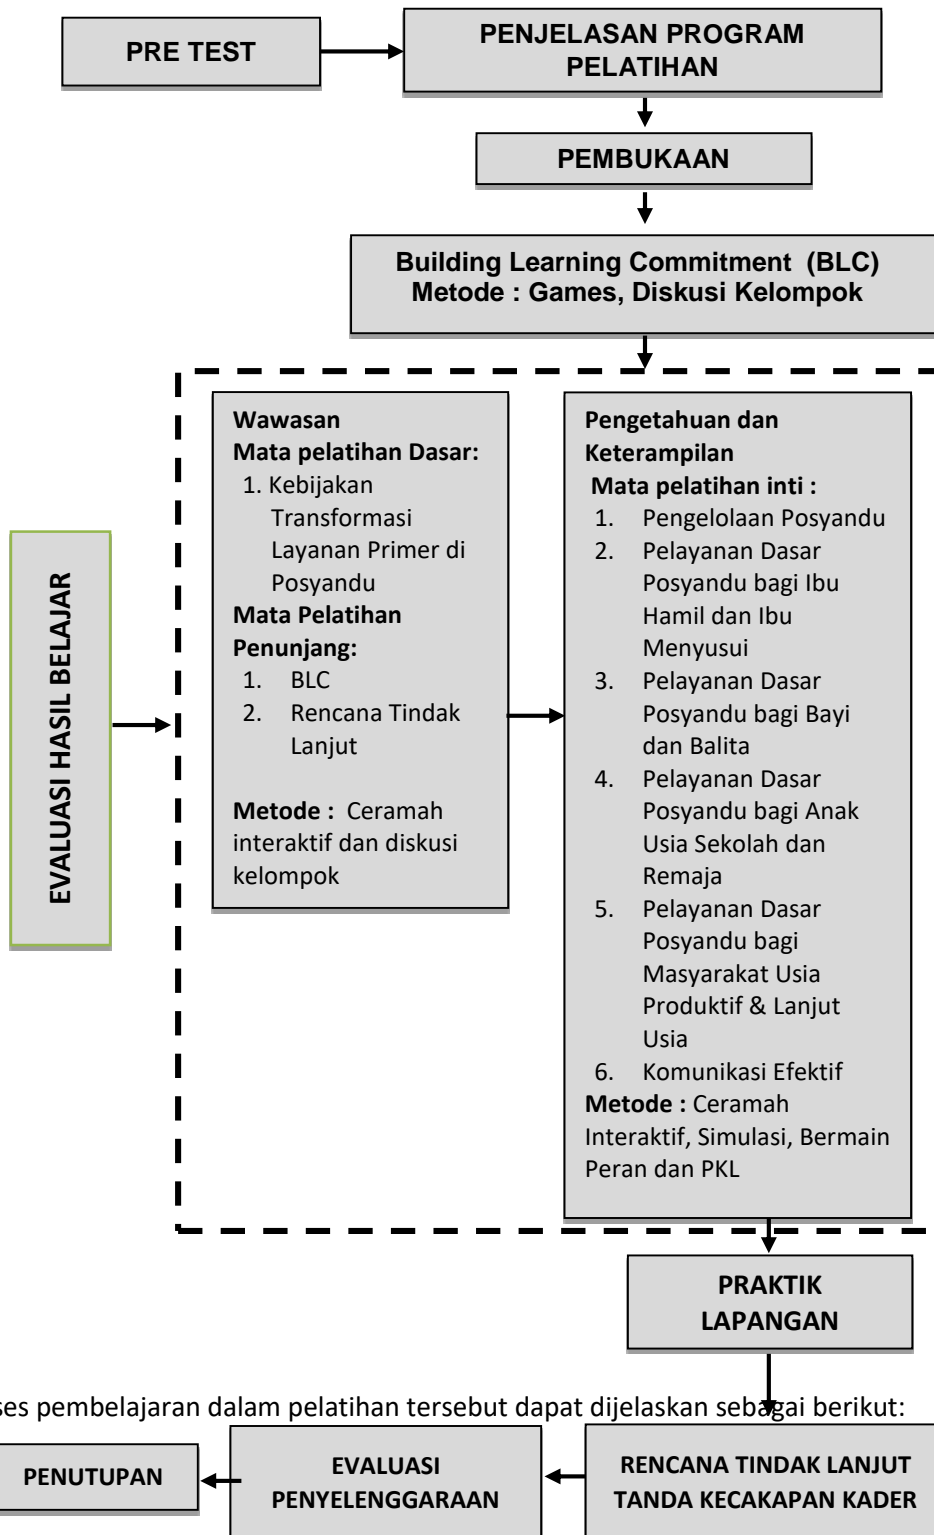 PRE TEST
PENJELASAN PROGRAM
PELATIHAN
PEMBUKAAN
Building Learning Commitment (BLC)
Metode : Games, Diskusi Kelompok
EVALUASI HASIL BELAJAR
Wawasan
Mata pelatihan Dasar:
1. Kebijakan
Transformasi
Layanan Primer di
Posyandu
Mata Pelatihan
Penunjang:
1. BLC
2. Rencana Tindak
Lanjut
Metode : Ceramah
interaktif dan diskusi
kelompok
Pengetahuan dan
Keterampilan
Mata pelatihan inti :
1. Pengelolaan Posyandu
2. Pelayanan Dasar
Posyandu bagi Ibu
Hamil dan Ibu
Menyusui
3. Pelayanan Dasar
Posyandu bagi Bayi
dan Balita
4. Pelayanan Dasar
Posyandu bagi Anak
Usia Sekolah dan
Remaja
5. Pelayanan Dasar
Posyandu bagi
Masyarakat Usia
Produktif & Lanjut
Usia
6. Komunikasi Efektif
Metode : Ceramah
Interaktif, Simulasi, Bermain
Peran dan PKL
PRAKTIK
LAPANGAN
ses pembelajaran dalam pelatihan tersebut dapat dijelaskan sebagai berikut:
RENCANA TINDAK LANJUT
TANDA KECAKAPAN KADER
EVALUASI
PENYELENGGARAAN
PENUTUPAN